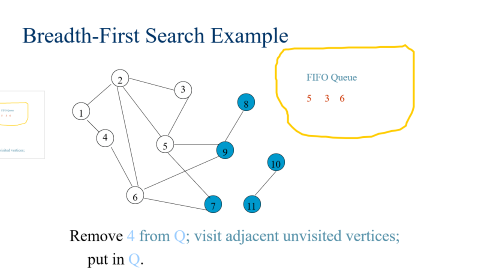 Breadth-First Search Example
FIFO Queue
5 3 6
2
3
8
1
4
5
9
10
6
7
11
Remove 4 from Q; visit adjacent unvisited vertices;
put in Q.